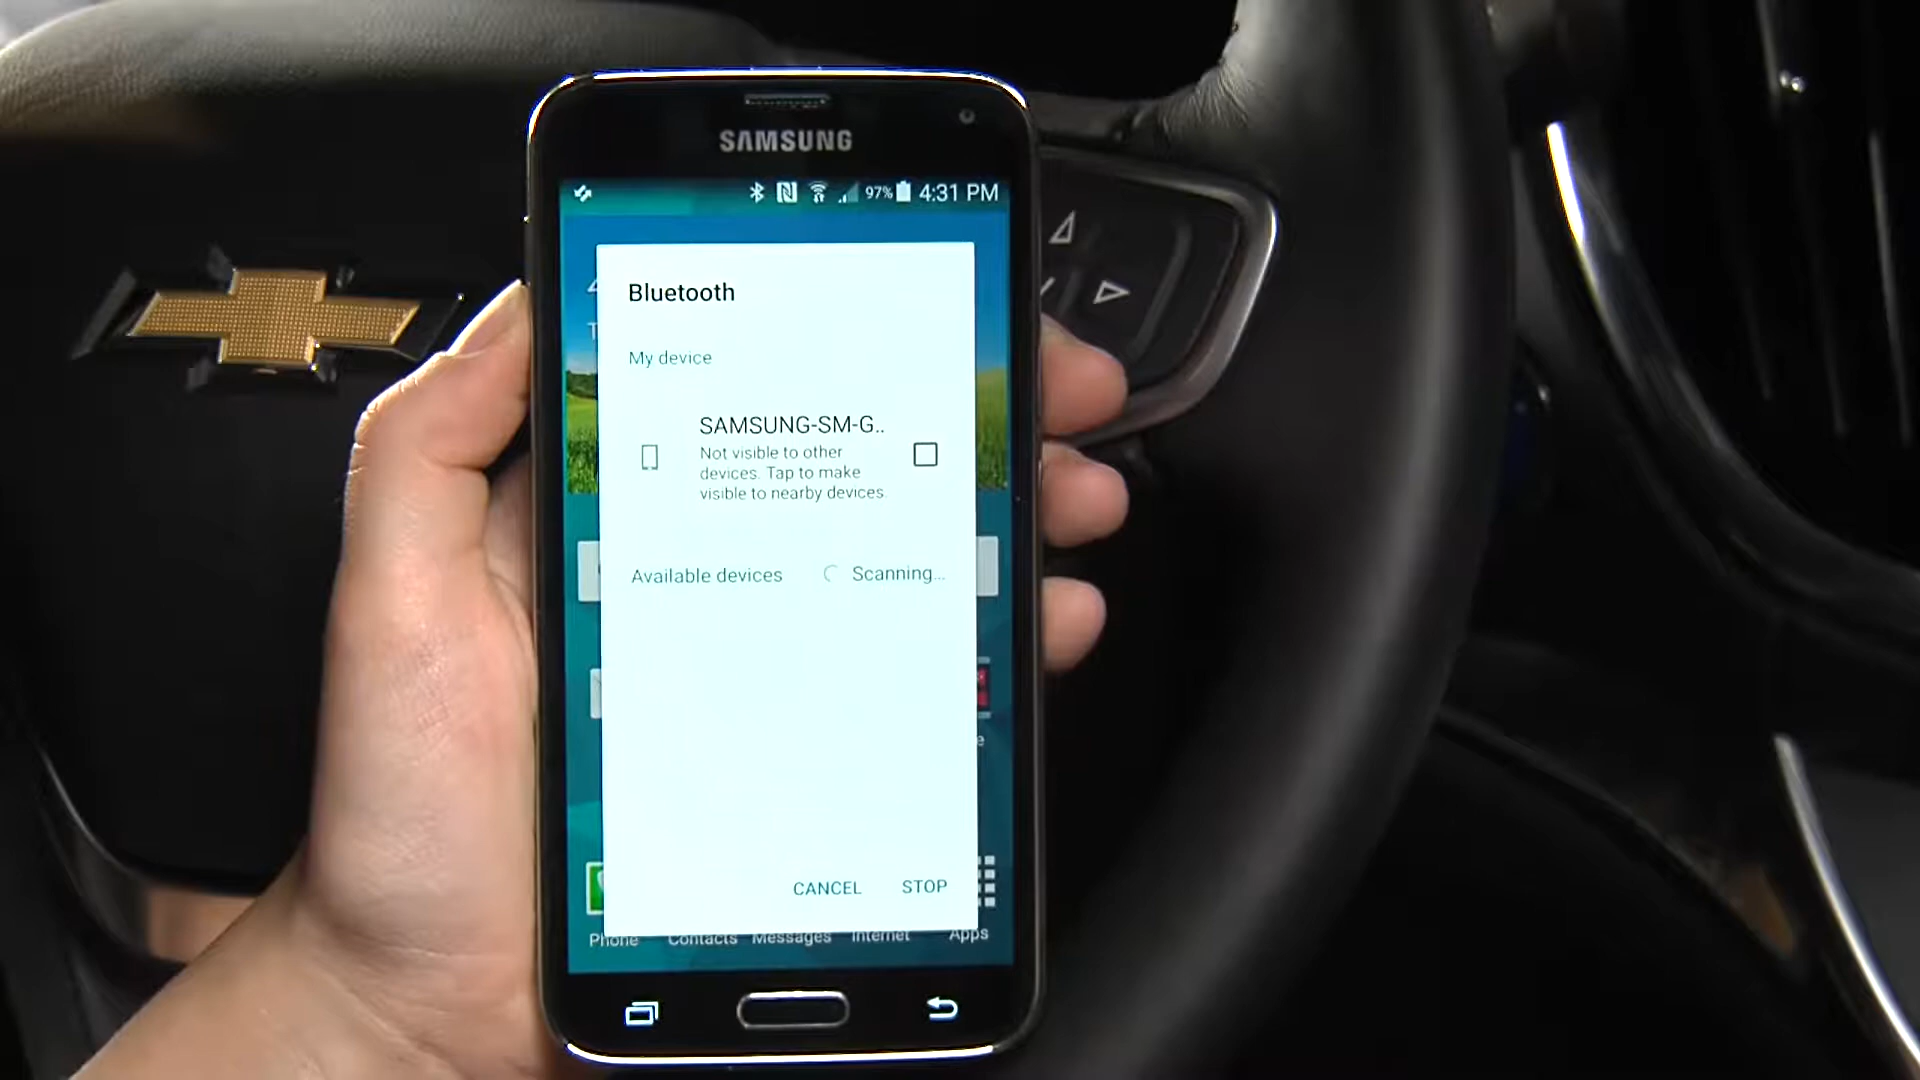 SAMSUNG
97% 4:31 PM
Bluetooth
My device
SAMSUNG-SM-G..
Not visible to other
devices. Tap to make
visible to nearby devices.
Available devices Scanning...
CANCEL STOP
Phone Contacts Messages Internet Apps